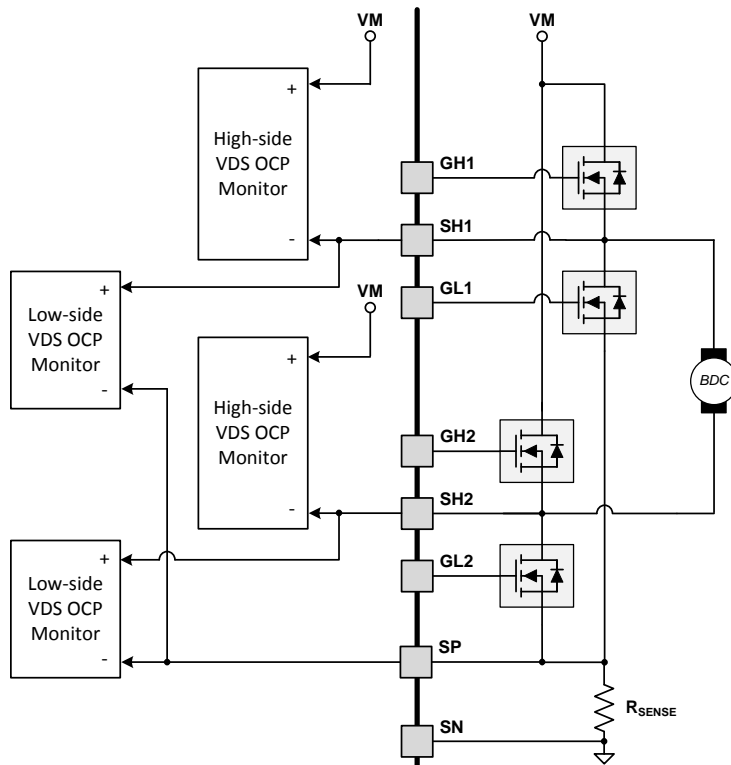 VM
VM
+
High-side
VDS OCP
Monitor
-
GH1
SH1
+
Low-side
VDS OCP
Monitor
-
GL1
VM
+
High-side
VDS OCP
Monitor
-
BDC
GH2
SH2
+
Low-side
VDS OCP
Monitor
-
GL2
SP
RSENSE
SN